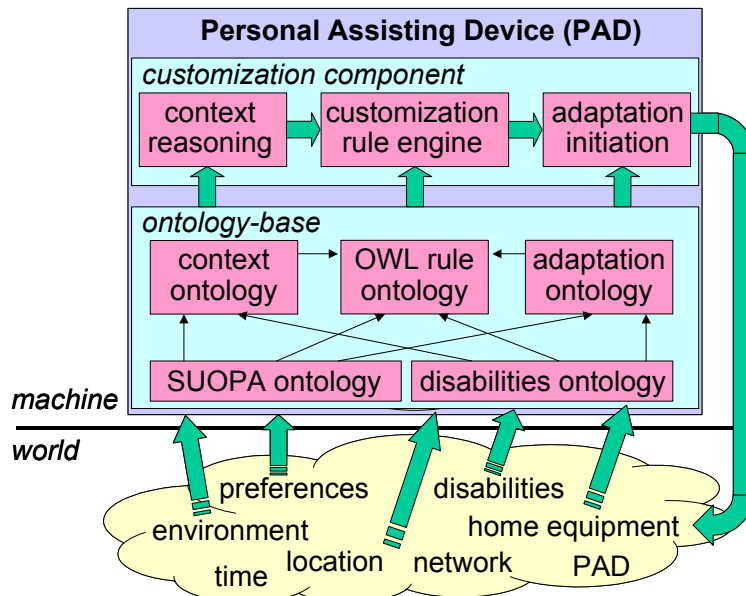 Personal Assisting Device (PAD)
customization component
context
reasoning
customization
rule engine
adaptation
initiation
ontology-base
context
ontology
OWL rule
ontology
adaptation
ontology
SUOPA ontology
disabilities ontology
machine
world
preferences
disabilities
environment
home equipment
location
network
time
PAD